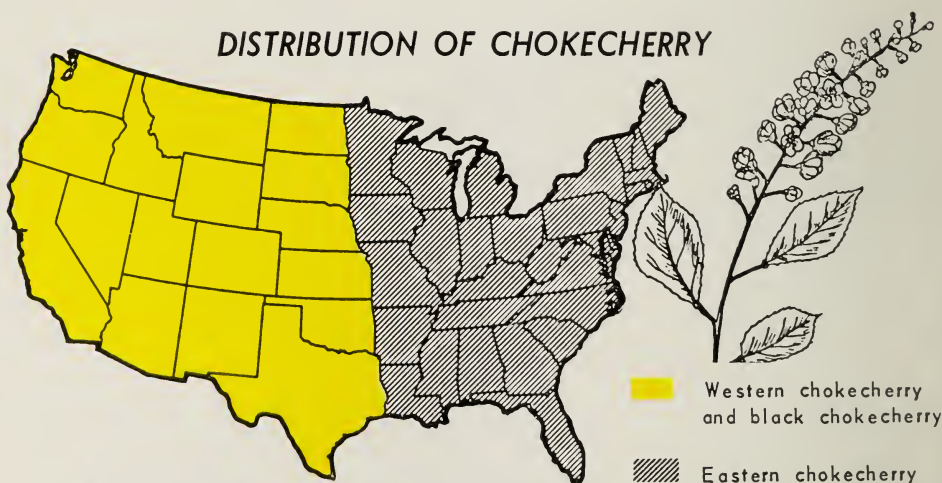 DISTRIBUTION OF CHOKECHERRY
Western chokecherry
and black chokecherry
Eastern chokecherry